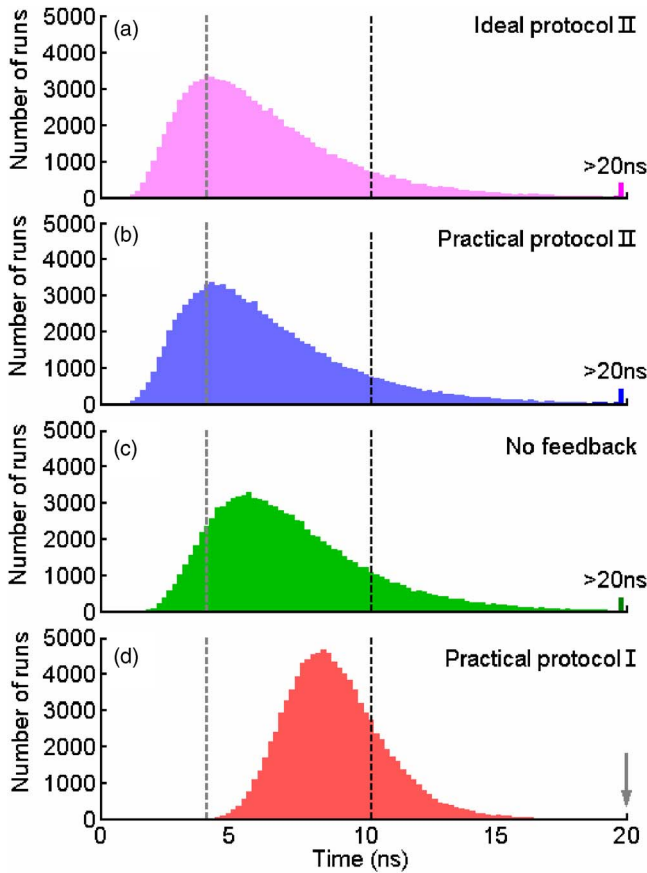 5000
(a)
Ideal protocol II
4000
3000
2000
1000
>20ns
0
Number of runs
5000
(b)
Practical protocol II
4000
3000
2000
1000
>20ns
0
Number of runs
5000
(c)
No feedback
4000
3000
2000
1000
>20ns
0
Number of runs
5000
(d)
Practical protocol I
4000
3000
2000
1000
0
Number of runs
0 5 10 15 20
Time (ns)